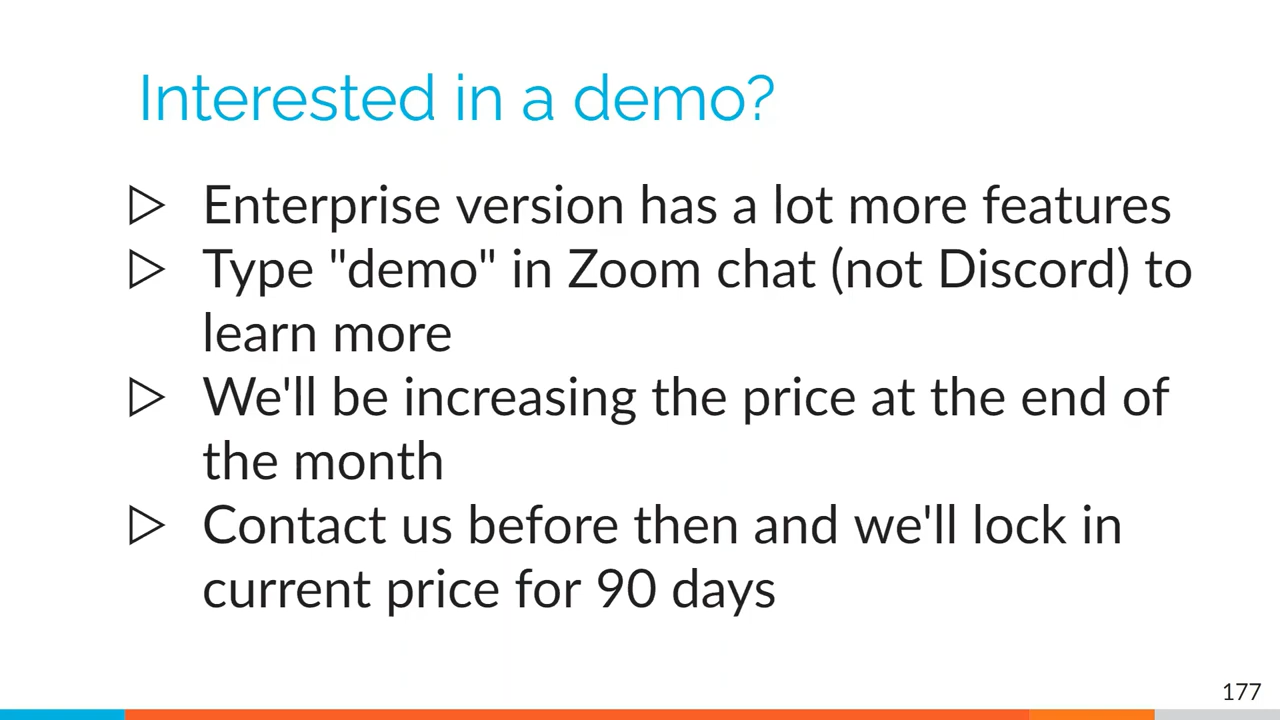 Interested in a demo?
Enterprise version has a lot more features
Type "demo" in Zoom chat (not Discord) to
learn more
We'll be increasing the price at the end of
the month
Contact us before then and we'll lock in
current price for 90 days
177